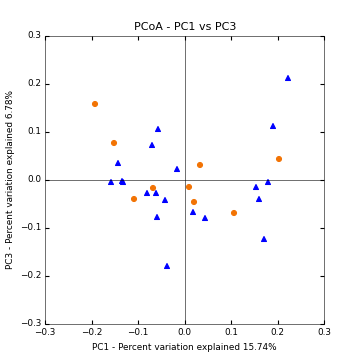 PCoA - PC1 vs PC3
0.3
0.2
0.1
0.0
−0.1
−0.2
−0.3
PC3 - Percent variation explained 6.78%
−0.3 −0.2 −0.1 0.0 0.1 0.2 0.3
PC1 - Percent variation explained 15.74%